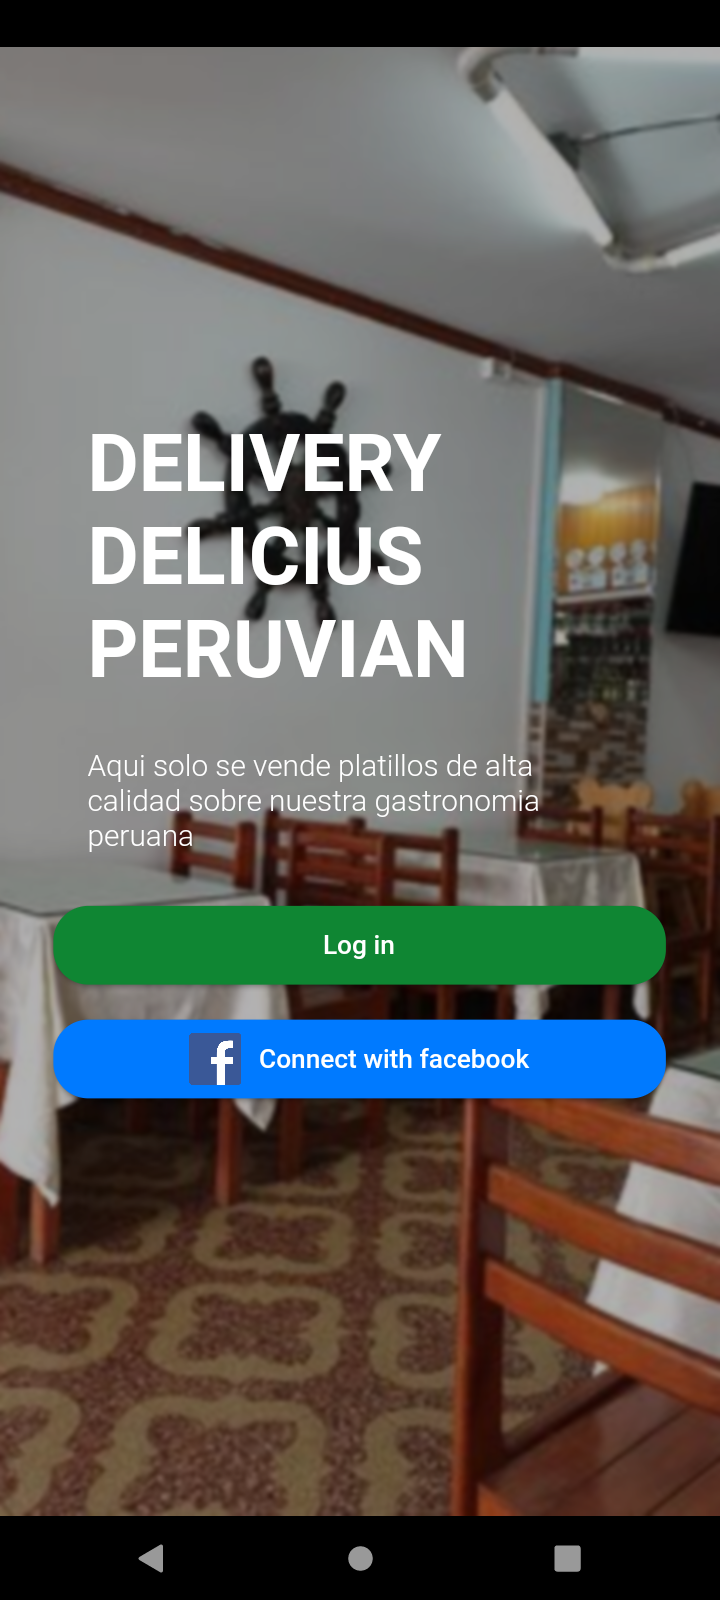 DELIVERY
DELICIUS
PERUVIAN
Aqui solo se vende platillos de alta
calidad sobre nuestra gastronomia
peruana
Log in
f Connect with facebook